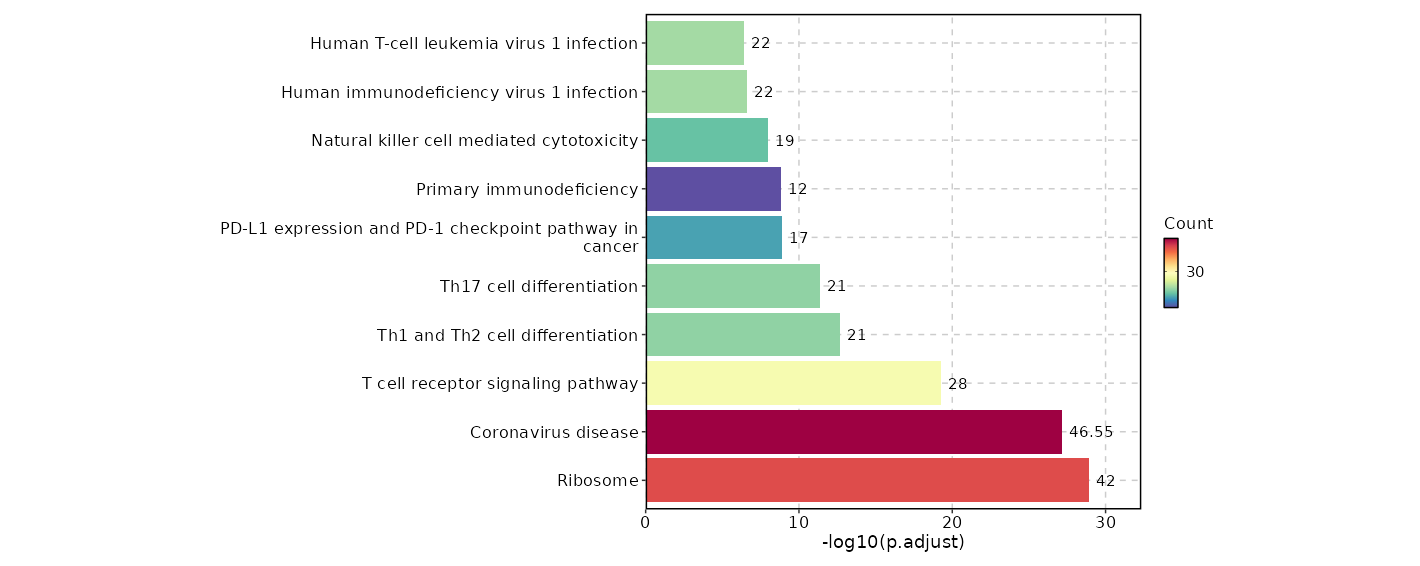 Human T-cell leukemia virus 1 infection
22
Human immunodeficiency virus 1 infection
22
Natural killer cell mediated cytotoxicity
19
Primary immunodeficiency
12
PD-L1 expression and PD-1 checkpoint pathway in
cancer
17
Th17 cell differentiation
21
Th1 and Th2 cell differentiation
21
T cell receptor signaling pathway
28
Coronavirus disease
46.55
Ribosome
42
0
10
20
30
-log10(p.adjust)
Count
30